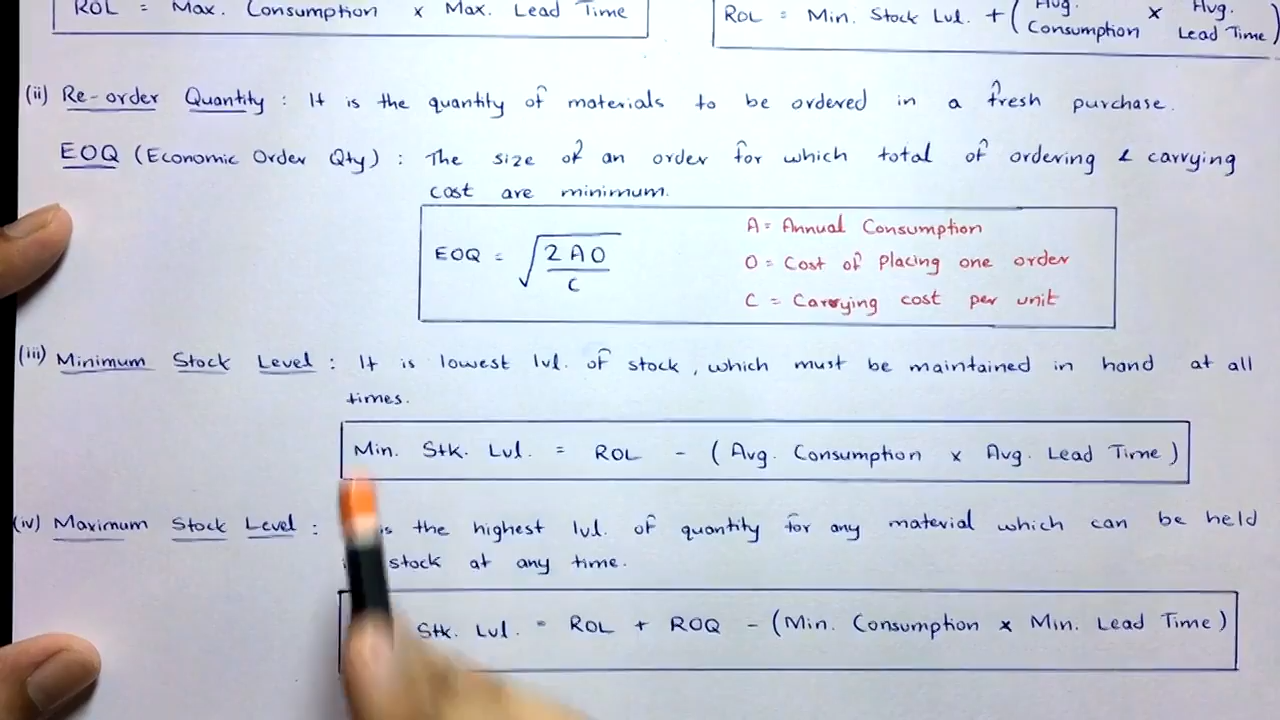 ROL = Max. Consumption x Max. Lead Time
ROL = Min. Stock Lvl. + ( Avg. Consumption x Avg. Lead Time )
(ii) Re-order Quantity : It is the quantity of materials to be ordered in a fresh purchase.
EOQ (Economic Order Qty) : The size of an order for which total of ordering & carrying
cost are minimum.
EOQ = √ 2AO / C
A = Annual Consumption
O = Cost of placing one order
C = Carrying cost per unit
(iii) Minimum Stock Level : It is lowest lvl. of stock, which must be maintained in hand at all
times.
Min. Stk. Lvl. = ROL - ( Avg. Consumption x Avg. Lead Time )
(iv) Maximum Stock Level : is the highest lvl. of quantity for any material which can be held
stock at any time.
Stk. Lvl. = ROL + ROQ - (Min. Consumption x Min. Lead Time )